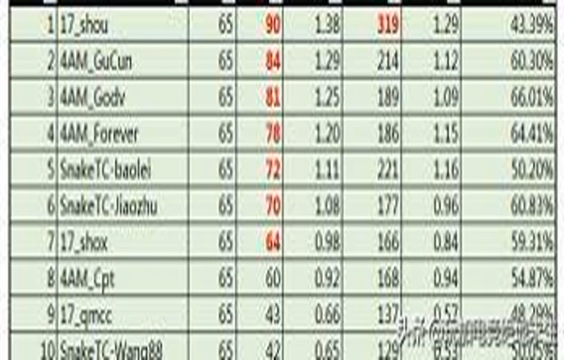 1 17_shou 65 90 1.38 319 1.29 43.39%
2 4AM_GuCun 65 84 1.29 214 1.12 60.30%
3 4AM_Godv 65 81 1.25 189 1.09 66.01%
4 4AM_Forever 65 78 1.20 186 1.15 64.41%
5 SnakeTC-baolei 65 72 1.11 221 1.16 50.20%
6 SnakeTC-Jiaozhu 65 70 1.08 177 0.96 60.83%
7 17_shox 65 64 0.98 166 0.84 59.31%
8 4AM_Cpt 65 60 0.92 168 0.94 54.87%
9 17_qmcc 65 43 0.66 137 0.57 48.29%
10 SnakeTC-Wang88 65 42 0.65 129
头条